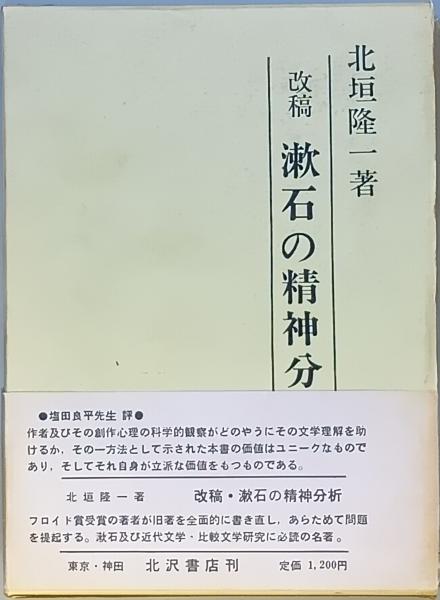 北垣隆一著
改稿 漱石の精神分
●塩田良平先生 評●
作者及びその創作心理の科学的観察がどのやうにその文学理解を助
けるか，その一方法として示された本書の価値はユニークなもので
あり，そしてそれ自身が立派な価値をもつものである。
北垣隆一著 改稿・漱石の精神分析
フロイド賞受賞の著者が旧著を全面的に書き直し，あらためて問題
を提起する。漱石及び近代文学・比較文学研究に必読の名著。
東京・神田 北沢書店刊 定価 1,200円